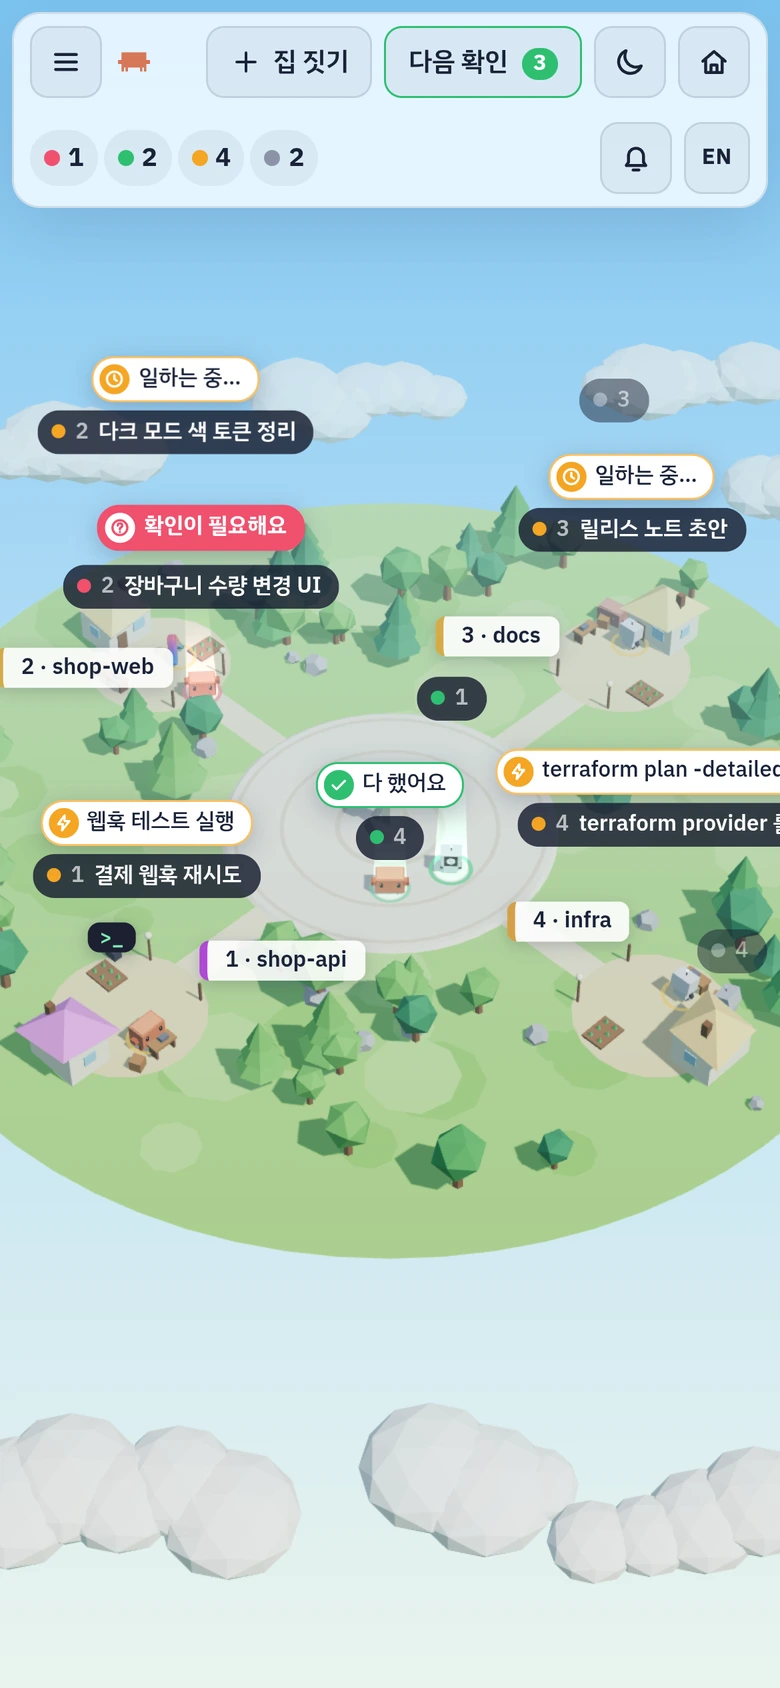 집 짓기
다음 확인 3
1 2 4 2
EN
일하는 중...
2 다크 모드 색 토큰 정리
3
일하는 중...
3 릴리스 노트 초안
확인이 필요해요
2 장바구니 수량 변경 UI
3 · docs
2 · shop-web
1
terraform plan -detailed
다 했어요
4 terraform provider
웹훅 테스트 실행
4
1 결제 웹훅 재시도
>_
4 · infra
4
1 · shop-api